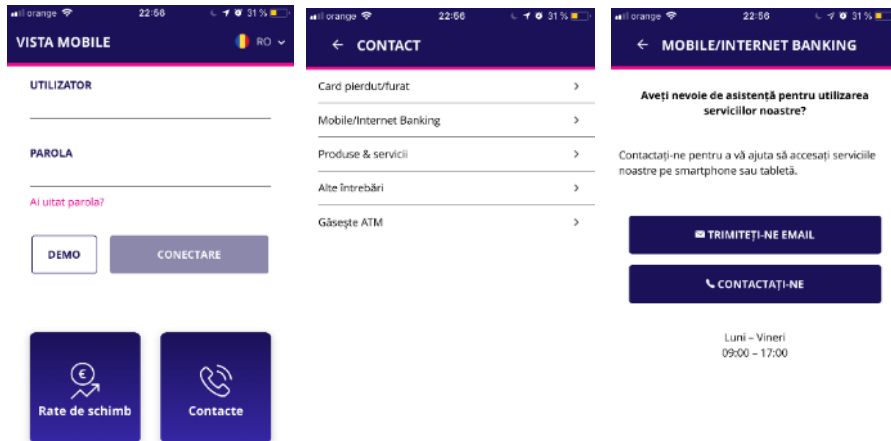 orange 22:56 31 %
VISTA MOBILE RO
UTILIZATOR
PAROLA
Ai uitat parola?
DEMO CONECTARE
€
Rate de schimb Contacte
orange 22:56 31 %
← CONTACT
Card pierdut/furat >
Mobile/Internet Banking >
Produse & servicii >
Alte întrebări >
Găsește ATM >
orange 22:56 31 %
← MOBILE/INTERNET BANKING
Aveți nevoie de asistență pentru utilizarea
serviciilor noastre?
Contactați-ne pentru a vă ajuta să accesați serviciile
noastre pe smartphone sau tabletă.
TRIMITEȚI-NE EMAIL
CONTACTAȚI-NE
Luni – Vineri
09:00 – 17:00